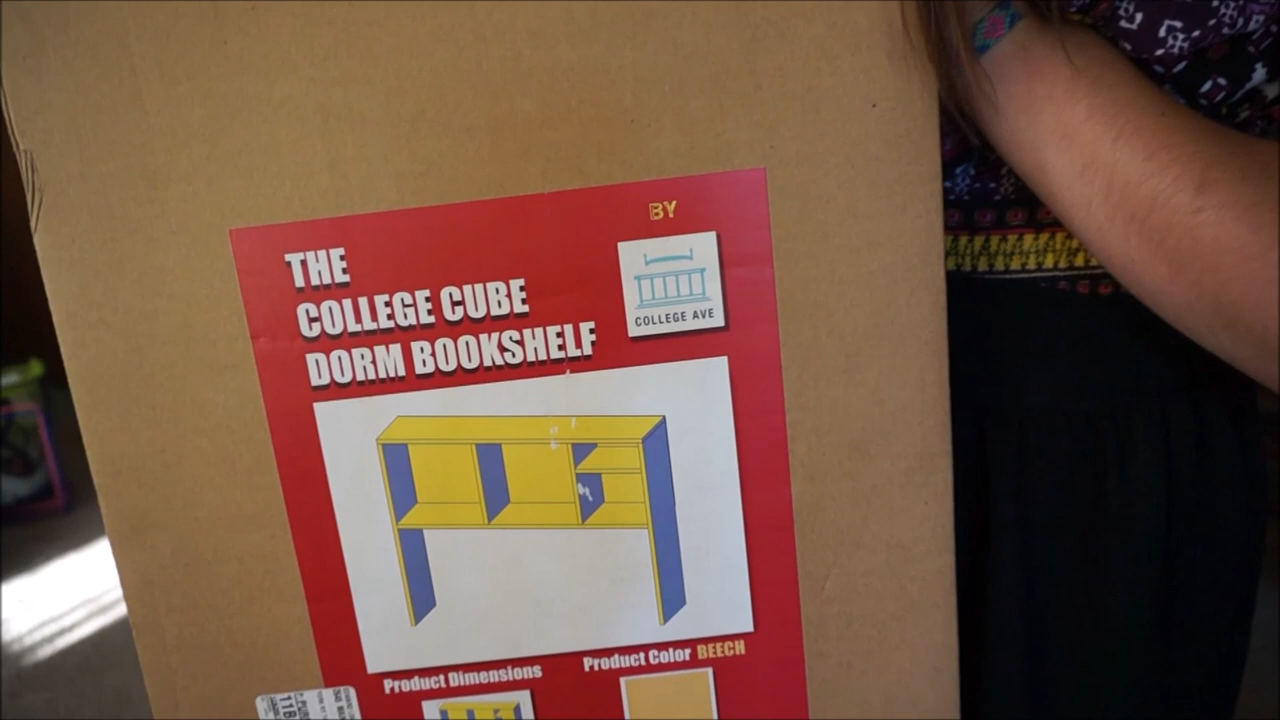 BY
THE
COLLEGE CUBE
DORM BOOKSHELF
COLLEGE AVE
Product Dimensions
Product Color BEECH